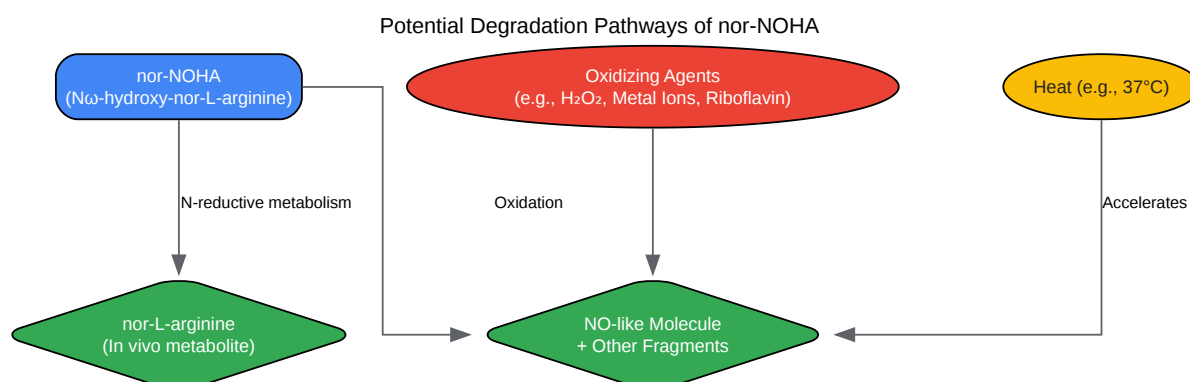 Potential Degradation Pathways of nor-NOHA
nor-NOHA
(Nω-hydroxy-nor-L-arginine)
Oxidizing Agents
(e.g., H₂O₂, Metal Ions, Riboflavin)
Heat (e.g., 37°C)
N-reductive metabolism
Oxidation
Accelerates
nor-L-arginine
(In vivo metabolite)
NO-like Molecule
+ Other Fragments